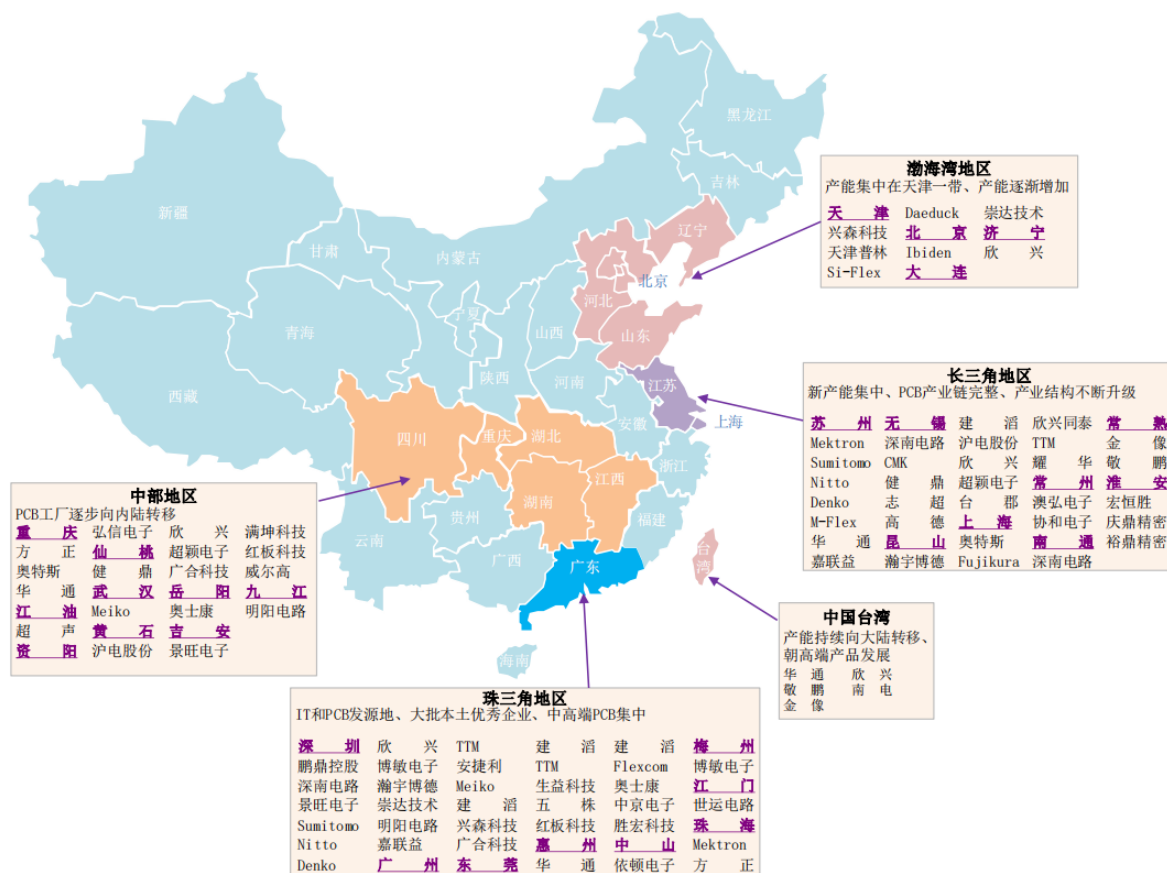 黑龙江
吉林
辽宁
新疆
甘肃
内蒙古
北京
河北
宁夏
山西
山东
青海
陕西
河南
江苏
西藏
安徽
上海
四川
重庆
湖北
浙江
湖南
江西
贵州
福建
云南
广西
广东
台湾
海南
渤海湾地区
产能集中在天津一带、产能逐渐增加
天津 Daeduck 崇达技术
兴森科技 北京 济宁
天津普林 Ibiden 欣兴
Si-Flex 大连
长三角地区
新产能集中、PCB产业链完整、产业结构不断升级
苏州 无锡 建滔 欣兴同泰 常熟
Mektron 深南电路 沪电股份 TTM 金像
Sumitomo CMK 欣兴 耀华 敬鹏
Nitto 健鼎 超颖电子 常州 淮安
Denko 志超 台郡 澳弘电子 宏恒胜
M-Flex 高德 上海 协和电子 庆鼎精密
华通 昆山 奥特斯 南通 裕鼎精密
嘉联益 瀚宇博德 Fujikura 深南电路
中部地区
PCB工厂逐步向内陆转移
重庆 弘信电子 欣兴 满坤科技
方正 仙桃 超颖电子 红板科技
奥特斯 健鼎 广合科技 威尔高
华通 武汉 岳阳 九江
江油 Meiko 奥士康 明阳电路
超声 黄石 吉安
资阳 沪电股份 景旺电子
中国台湾
产能持续向大陆转移、
朝高端产品发展
华通 欣兴
敬鹏 南电
金像
珠三角地区
IT和PCB发源地、大批本土优秀企业、中高端PCB集中
深圳 欣兴 TTM 建滔 建滔 梅州
鹏鼎控股 博敏电子 安捷利 TTM Flexcom 博敏电子
深南电路 瀚宇博德 Meiko 生益科技 奥士康 江门
景旺电子 崇达技术 建滔 五株 中京电子 世运电路
Sumitomo 明阳电路 兴森科技 红板科技 胜宏科技 珠海
Nitto 嘉联益 广合科技 惠州 中山 Mektron
Denko 广州 东莞 华通 依顿电子 方正